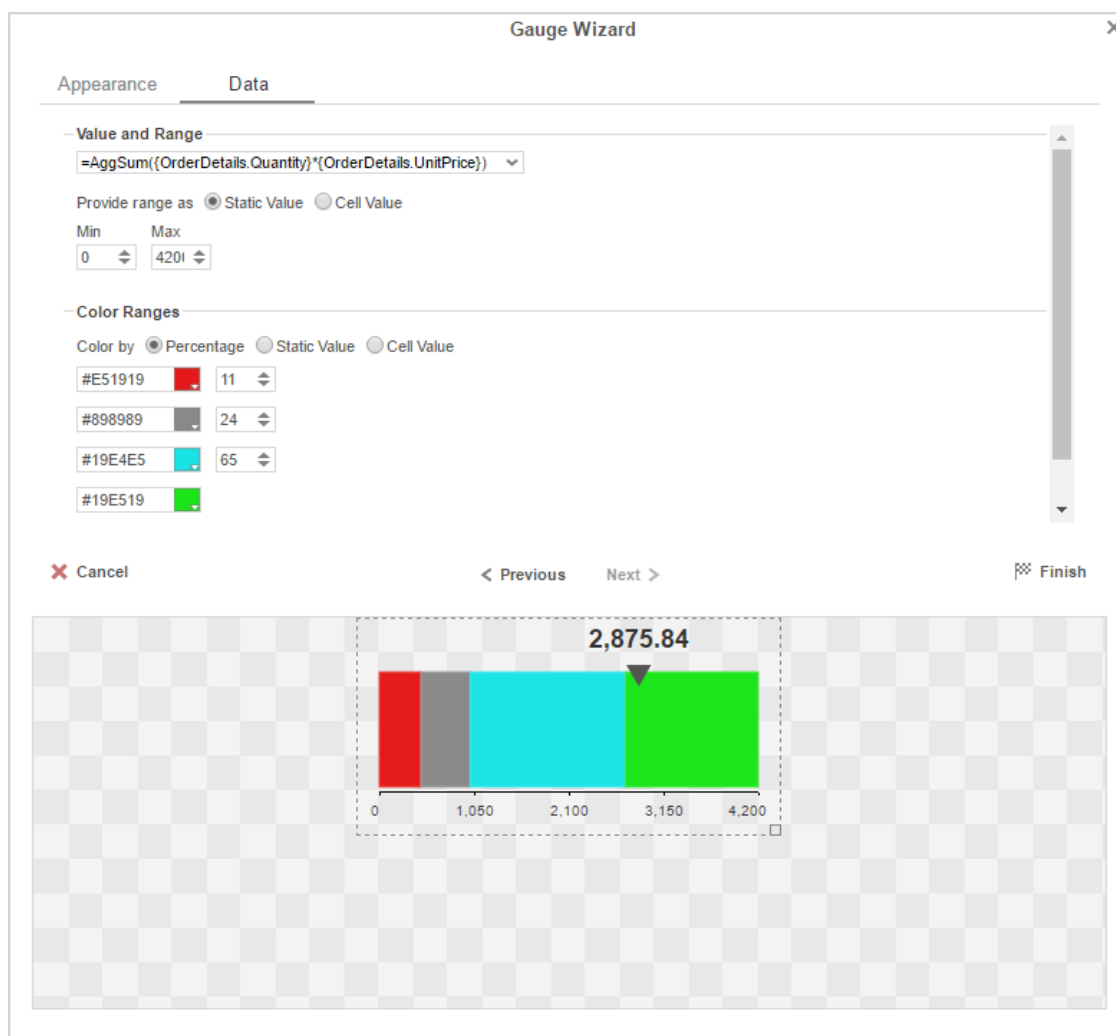 Gauge Wizard
Appearance Data
Value and Range
=AggSum({OrderDetails.Quantity}*{OrderDetails.UnitPrice})
Provide range as Static Value Cell Value
Min Max
0 420
Color Ranges
Color by Percentage Static Value Cell Value
#E51919 11
#898989 24
#19E4E5 65
#19E519
Cancel < Previous Next > Finish
2,875.84
0 1,050 2,100 3,150 4,200